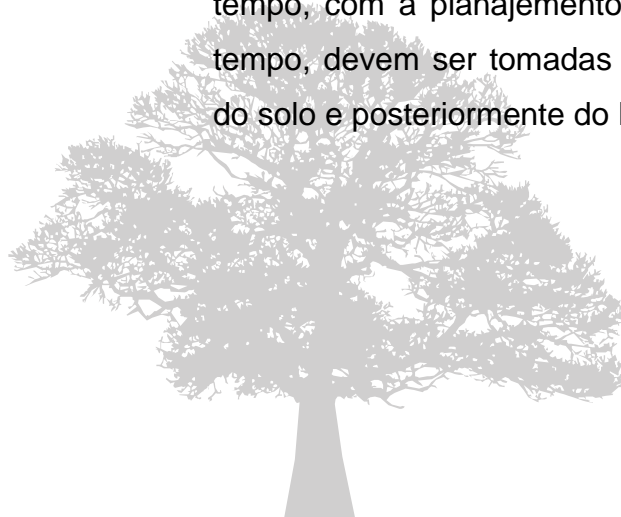 tempo, com a planajemento
tempo, devem ser tomadas
do solo e posteriormente do